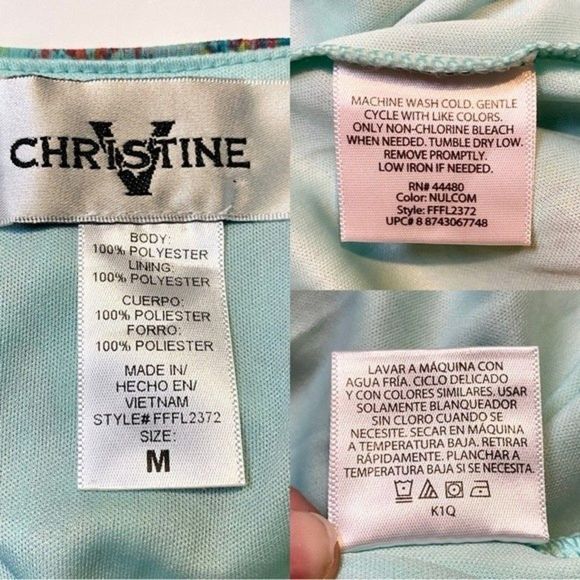 CHRISTINE V
BODY:
100% POLYESTER
LINING:
100% POLYESTER
CUERPO:
100% POLIESTER
FORRO:
100% POLIESTER
MADE IN/
HECHO EN/
VIETNAM
STYLE# FFFL2372
SIZE:
M
MACHINE WASH COLD. GENTLE
CYCLE WITH LIKE COLORS.
ONLY NON-CHLORINE BLEACH
WHEN NEEDED. TUMBLE DRY LOW.
REMOVE PROMPTLY.
LOW IRON IF NEEDED.
RN# 44480
Color: NULCOM
Style: FFFL2372
UPC# 8 8743067748
LAVAR A MÁQUINA CON
AGUA FRÍA. CICLO DELICADO
Y CON COLORES SIMILARES. USAR
SOLAMENTE BLANQUEADOR
SIN CLORO CUANDO SE
NECESITE. SECAR EN MÁQUINA
A TEMPERATURA BAJA. RETIRAR
RÁPIDAMENTE. PLANCHAR A
TEMPERATURA BAJA SI SE NECESITA.
K1Q